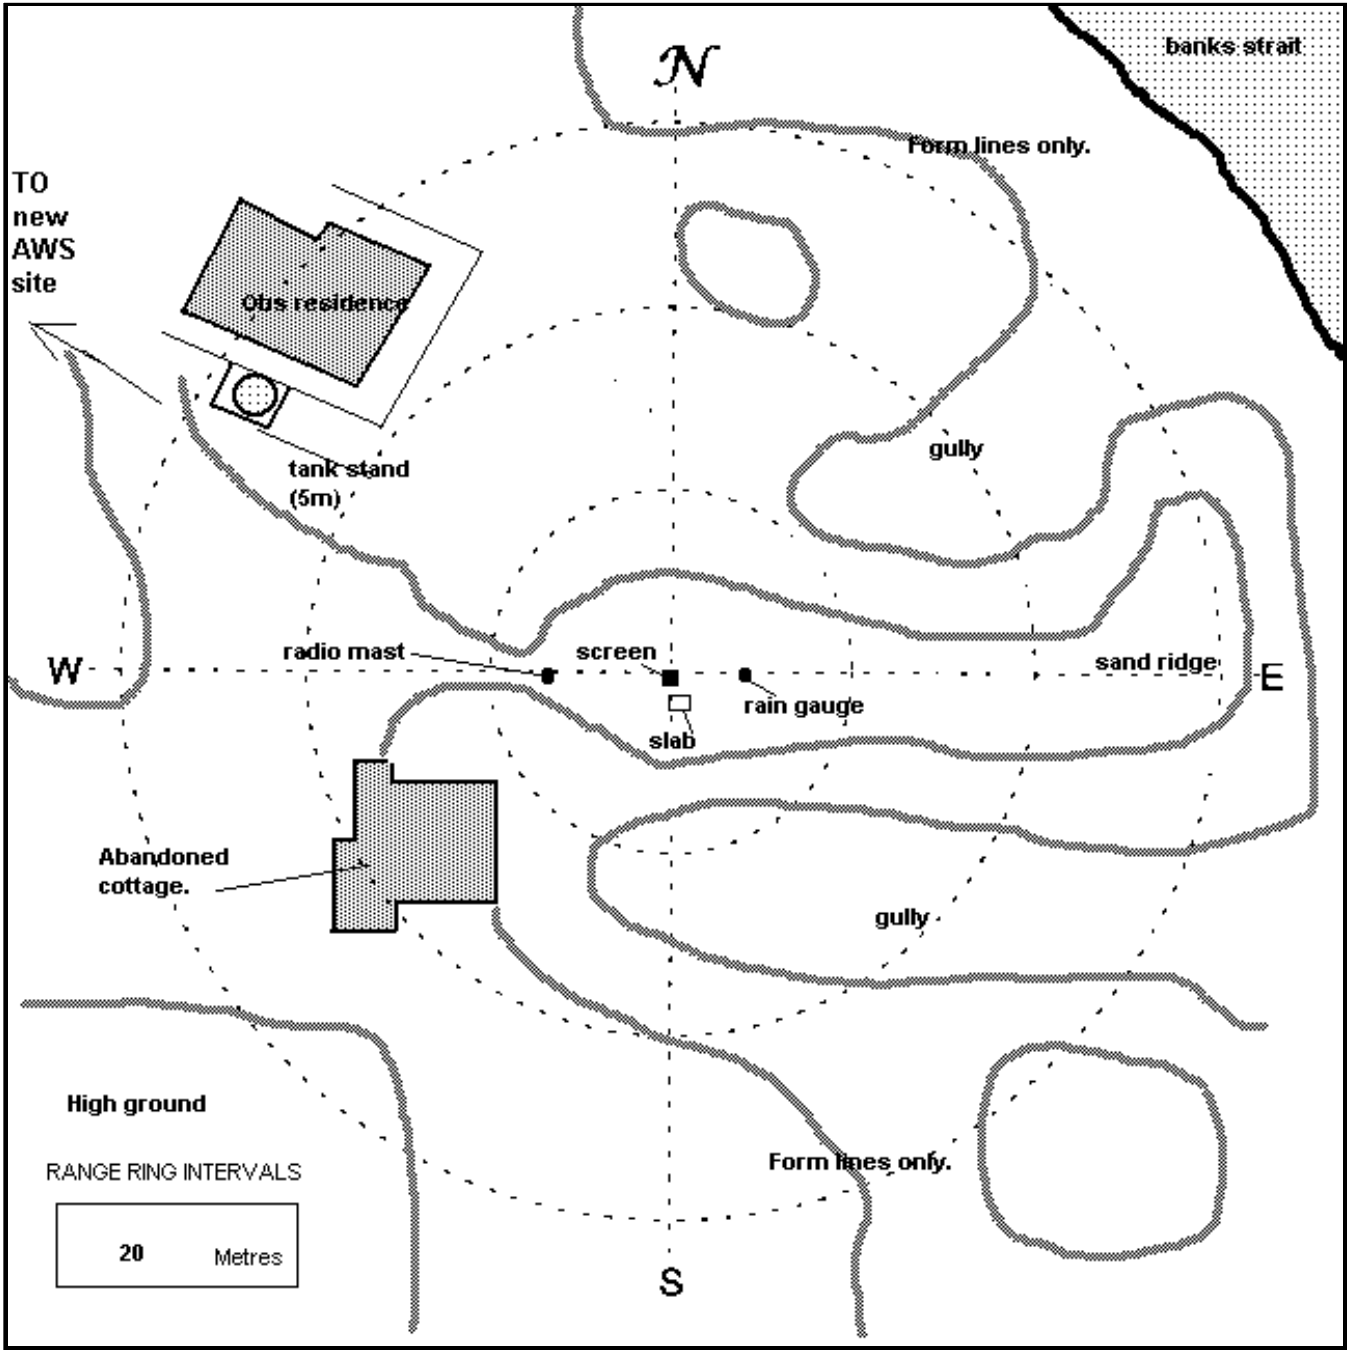 N
banks strait
Form lines only.
TO
new
AWS
site
Obs residence
tank stand
(5m)
gully
W
radio mast
screen
sand ridge
E
rain gauge
slab
Abandoned
cottage.
gully
High ground
Form lines only.
RANGE RING INTERVALS
20 Metres
S